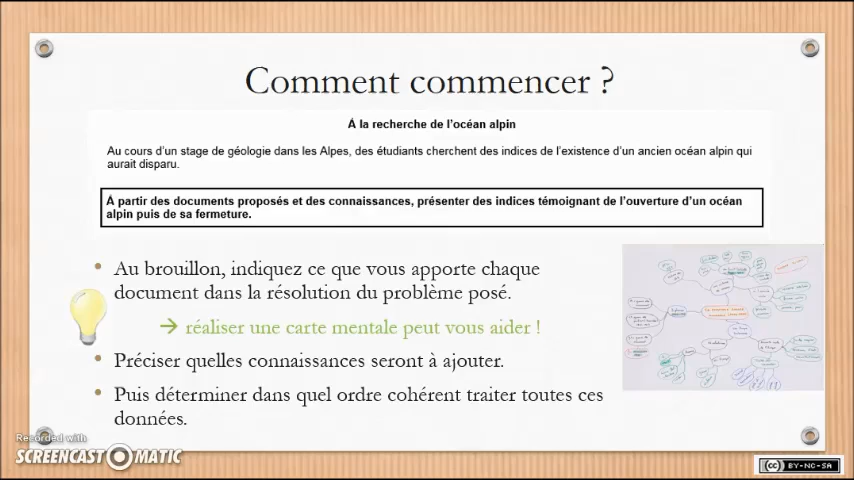 Comment commencer ?
À la recherche de l'océan alpin
Au cours d'un stage de géologie dans les Alpes, des étudiants cherchent des indices de l'existence d'un ancien océan alpin qui
aurait disparu.
À partir des documents proposés et des connaissances, présenter des indices témoignant de l'ouverture d'un océan
alpin puis de sa fermeture.
• Au brouillon, indiquez ce que vous apporte chaque
document dans la résolution du problème posé.
→ réaliser une carte mentale peut vous aider !
• Préciser quelles connaissances seront à ajouter.
• Puis déterminer dans quel ordre cohérent traiter toutes ces
données.
Recorded with
SCREENCAST-O-MATIC
(cc) BY-NC-SA